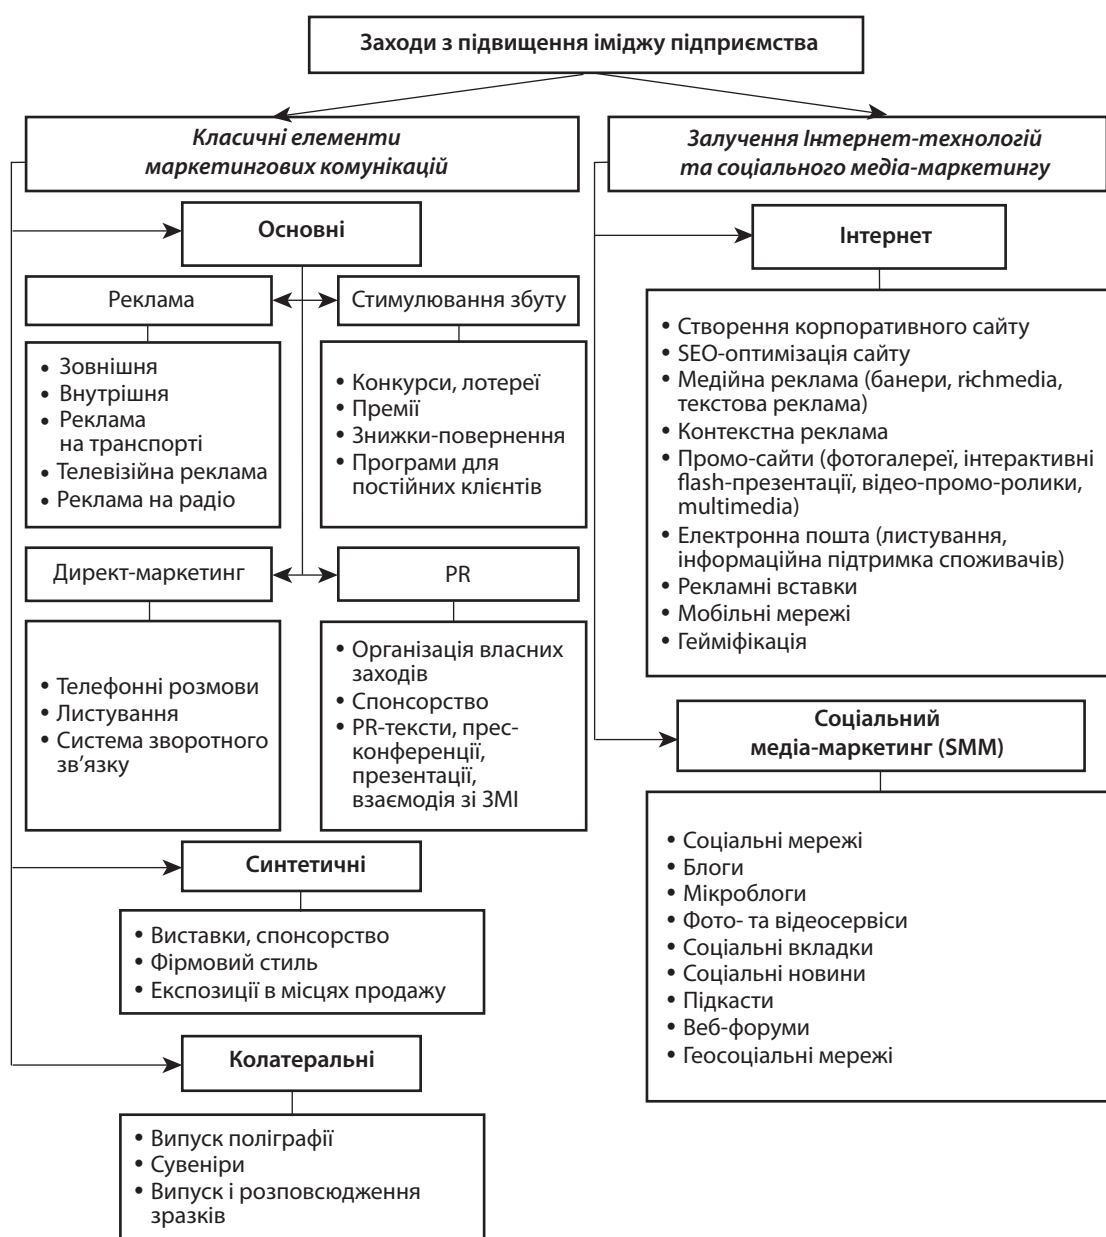 Заходи з підвищення іміджу підприємства
Класичні елементи
маркетингових комунікацій
Основні
Реклама
Стимулювання збуту
• Зовнішня
• Внутрішня
• Реклама
на транспорті
• Телевізійна реклама
• Реклама на радіо
• Конкурси, лотереї
• Премії
• Знижки-повернення
• Програми для
постійних клієнтів
Директ-маркетинг
PR
• Телефонні розмови
• Листування
• Система зворотного
зв’язку
• Організація власних
заходів
• Спонсорство
• PR-тексти, прес-
конференції,
презентації,
взаємодія зі ЗМІ
Синтетичні
• Виставки, спонсорство
• Фірмовий стиль
• Експозиції в місцях продажу
Колатеральні
• Випуск поліграфії
• Сувеніри
• Випуск і розповсюдження
зразків
Залучення Інтернет-технологій
та соціального медіа-маркетингу
Інтернет
• Створення корпоративного сайту
• SEO-оптимізація сайту
• Медійна реклама (банери, richmedia,
текстова реклама)
• Контекстна реклама
• Промо-сайти (фотогалереї, інтерактивні
flash-презентації, відео-промо-ролики,
multimedia)
• Електронна пошта (листування,
інформаційна підтримка споживачів)
• Рекламні вставки
• Мобільні мережі
• Гейміфікація
Соціальний
медіа-маркетинг (SMM)
• Соціальні мережі
• Блоги
• Мікроблоги
• Фото- та відеосервіси
• Соціальні вкладки
• Соціальні новини
• Підкасти
• Веб-форуми
• Геосоціальні мережі